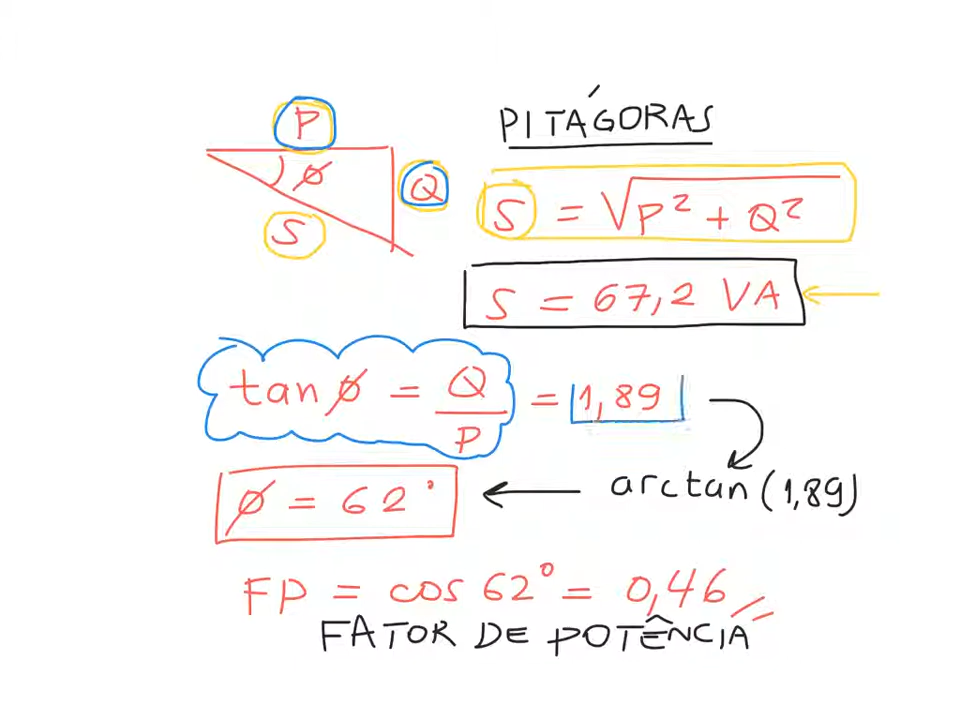 P
PITÁGORAS
∅
Q
S
S = √P² + Q²
S = 67,2 VA
tan∅ = Q/P = 1,89
arctan(1,89)
∅ = 62°
FP = cos 62° = 0,46
FATOR DE POTÊNCIA